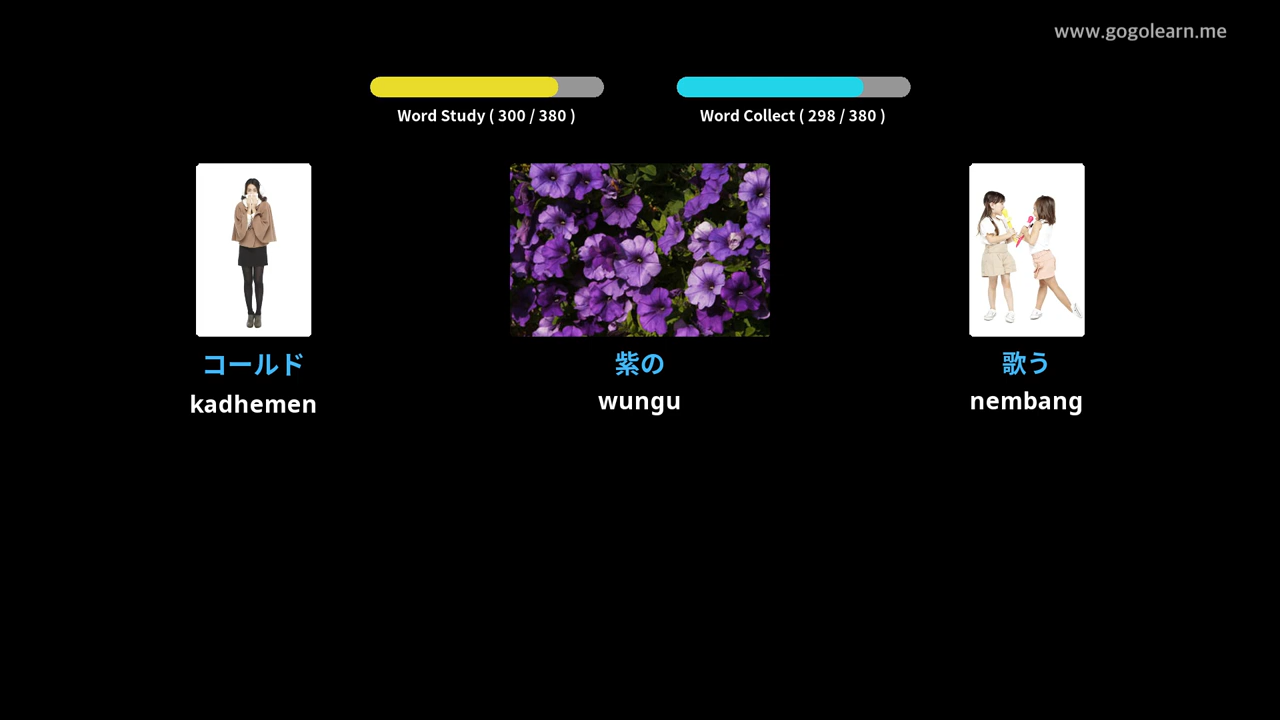 www.gogolearn.me
Word Study ( 300 / 380 )
Word Collect ( 298 / 380 )
コールド
kadhemen
紫の
wungu
歌う
nembang